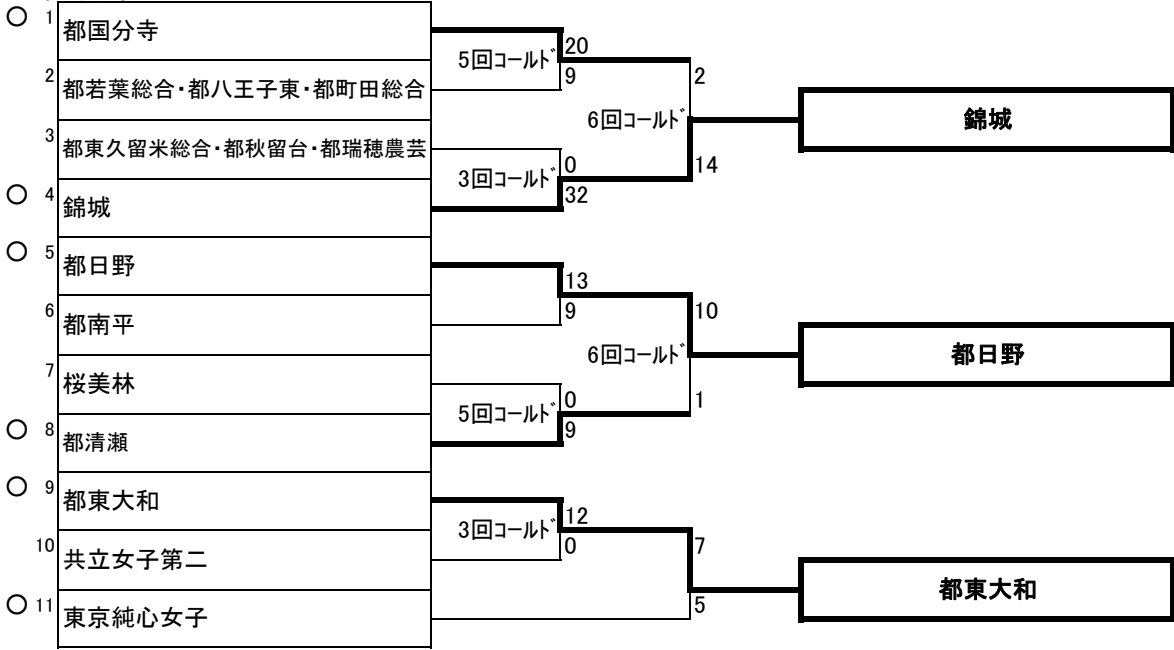 ○ 1 都国分寺
5回ｺｰﾙﾄﾞ 20
2 都若葉総合・都八王子東・都町田総合
9
2
6回ｺｰﾙﾄﾞ
錦城
3 都東久留米総合・都秋留台・都瑞穂農芸
3回ｺｰﾙﾄﾞ 0
14
○ 4 錦城
32
○ 5 都日野
13
6 都南平
9
10
6回ｺｰﾙﾄﾞ
都日野
7 桜美林
5回ｺｰﾙﾄﾞ 0
1
○ 8 都清瀬
9
○ 9 都東大和
3回ｺｰﾙﾄﾞ 12
10 共立女子第二
0
7
都東大和
○ 11 東京純心女子
5